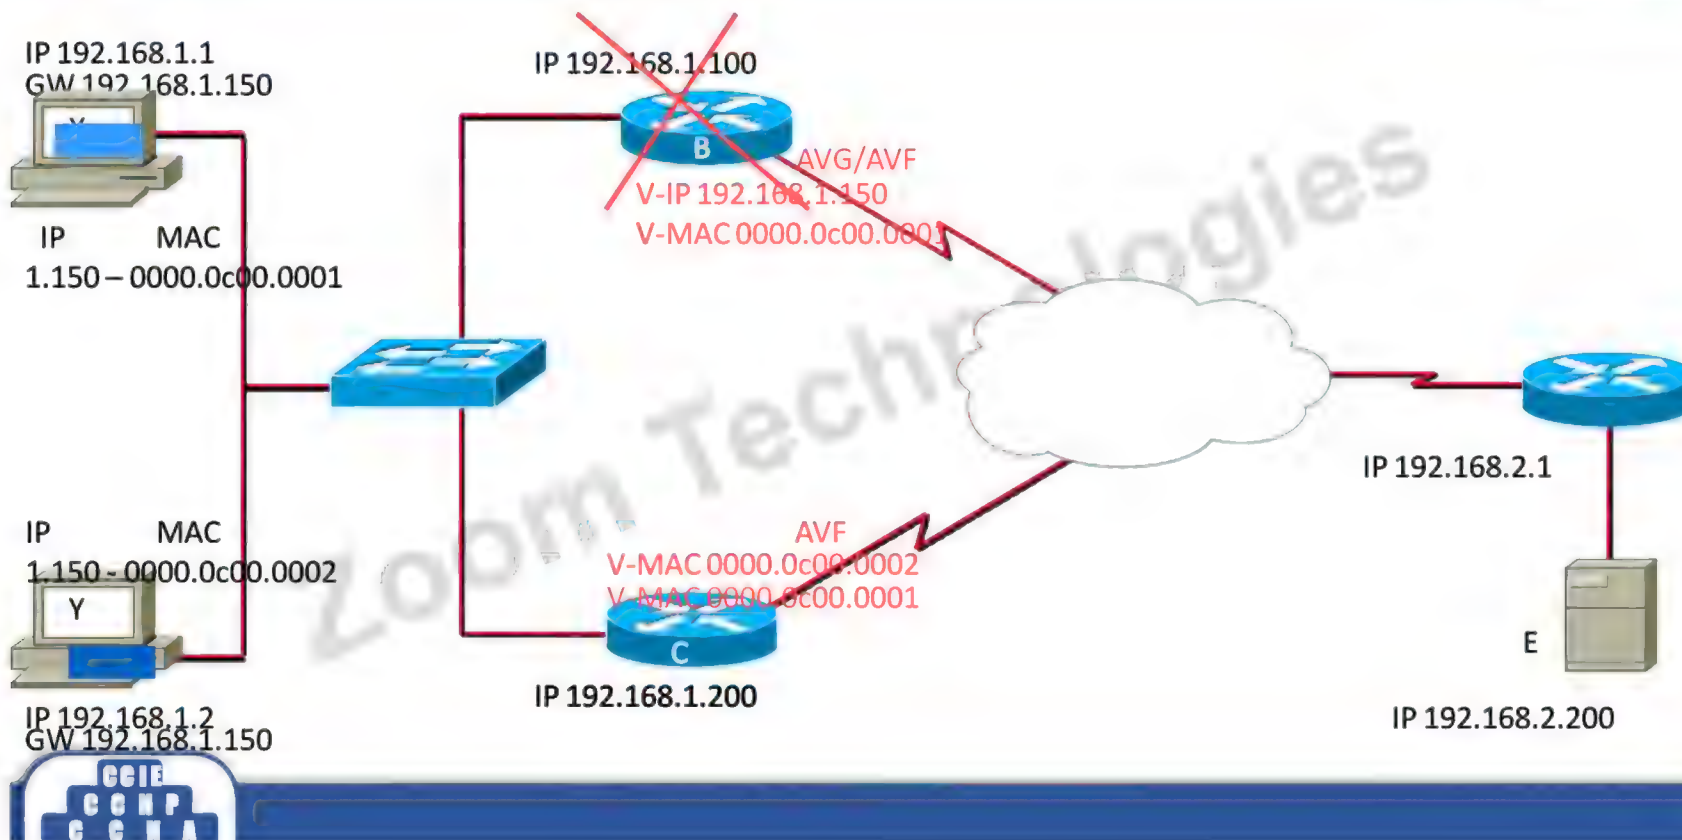 IP 192.168.1.1
GW 192.168.1.150
Y
IP MAC
1.150 – 0000.0c00.0001
IP 192.168.1.100
B
AVG/AVF
V-IP 192.168.1.150
V-MAC 0000.0c00.0001
IP MAC
1.150 - 0000.0c00.0002
Y
IP 192.168.1.2
GW 192.168.1.150
AVF
V-MAC 0000.0c00.0002
V-MAC 0000.0c00.0001
C
IP 192.168.1.200
IP 192.168.2.1
E
IP 192.168.2.200
Zoom Technologies
CCIE
CCNP
CCNA